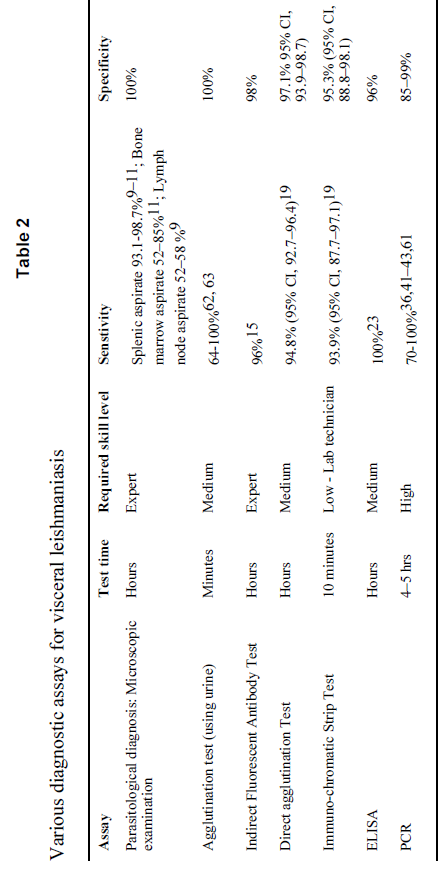 Table 2
Various diagnostic assays for visceral leishmaniasis
Assay Test time Required skill level Senstivity Specificity
Parasitological diagnosis: Microscopic Hours Expert Splenic aspirate 93.1-98.7%9–11; Bone 100%
examination marrow aspirate 52–85%11; Lymph
node aspirate 52–58 %9
Agglutination test (using urine) Minutes Medium 64-100%62, 63 100%
Indirect Fluorescent Antibody Test Hours Expert 96%15 98%
Direct agglutination Test Hours Medium 94.8% (95% CI, 92.7–96.4)19 97.1% 95% CI,
93.9–98.7)
Immuno-chromatic Strip Test 10 minutes Low - Lab technician 93.9% (95% CI, 87.7–97.1)19 95.3% (95% CI,
88.8–98.1)
ELISA Hours Medium 100%23 96%
PCR 4–5 hrs High 70-100%36,41–43,61 85–99%